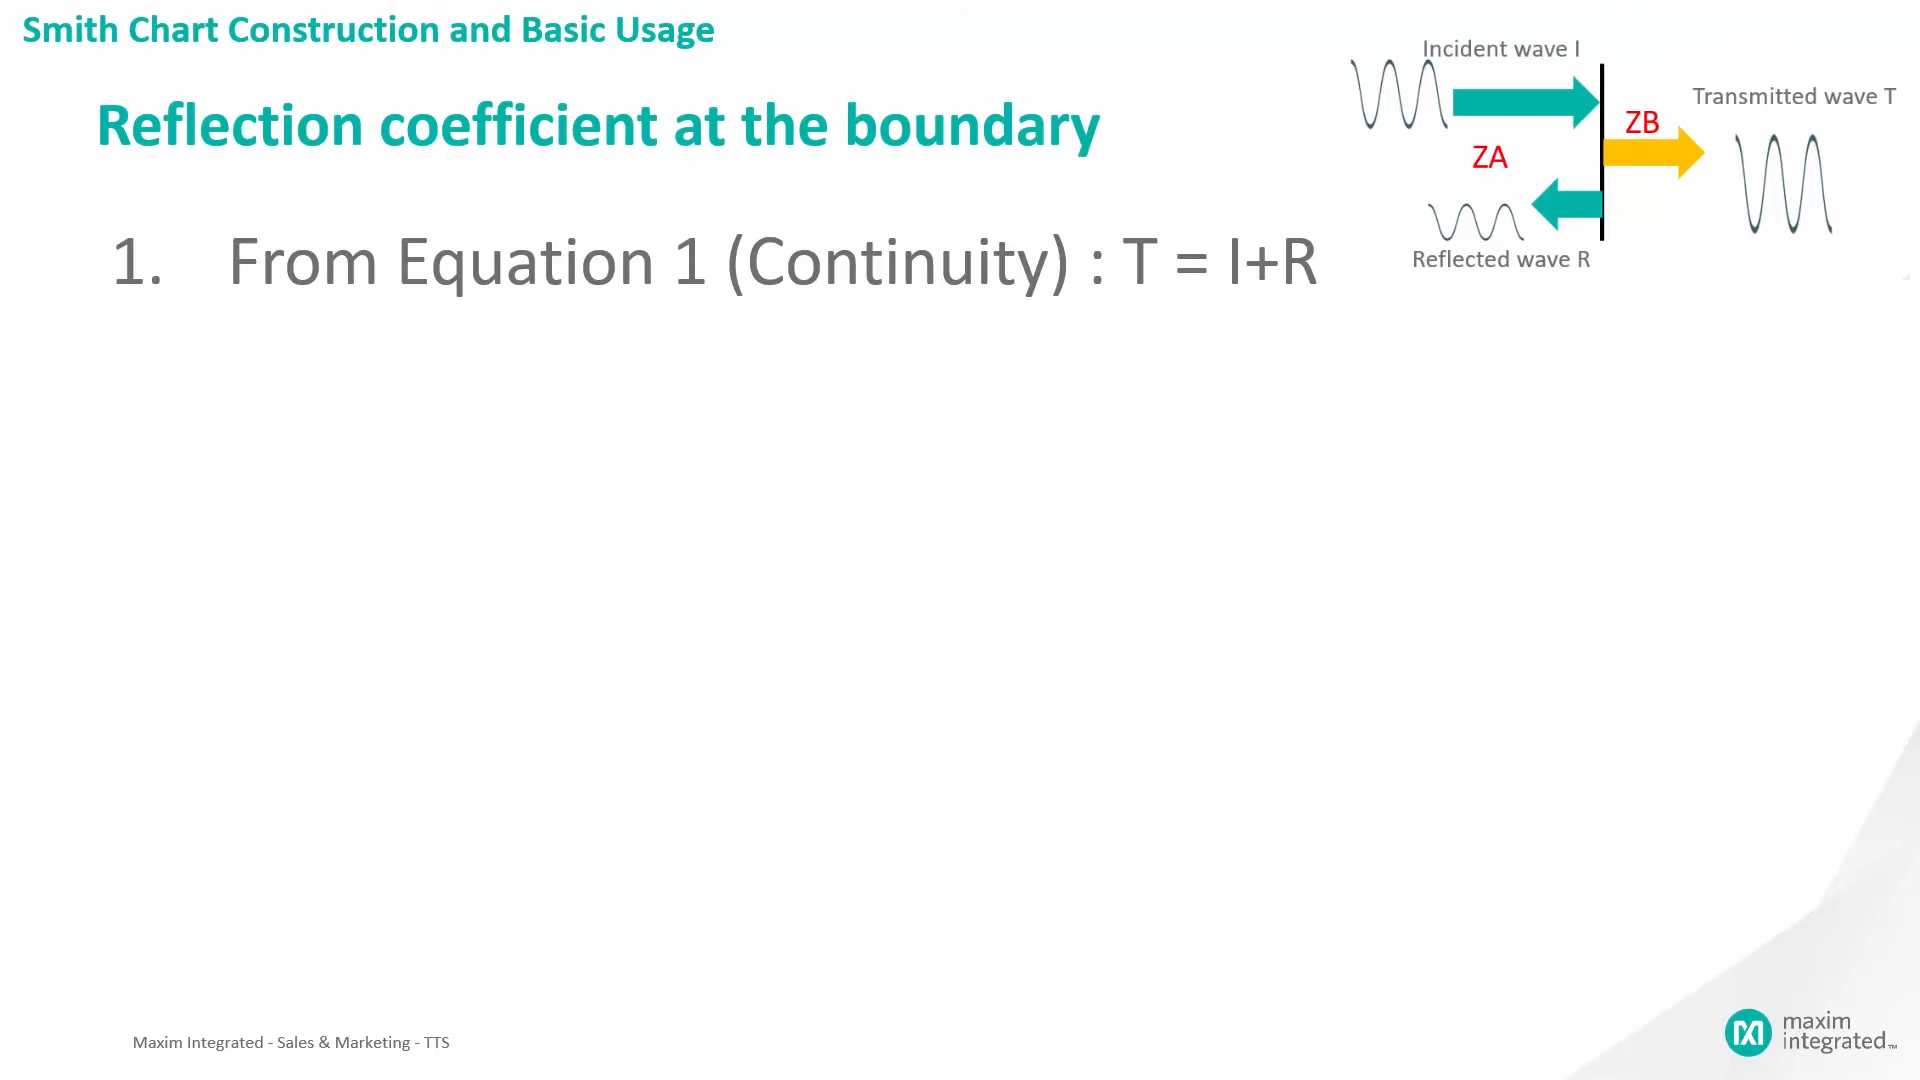 Smith Chart Construction and Basic Usage
Reflection coefficient at the boundary
Incident wave I
Transmitted wave T
ZB
ZA
Reflected wave R
1. From Equation 1 (Continuity) : T = I+R
Maxim Integrated - Sales & Marketing - TTS
maxim
integrated™